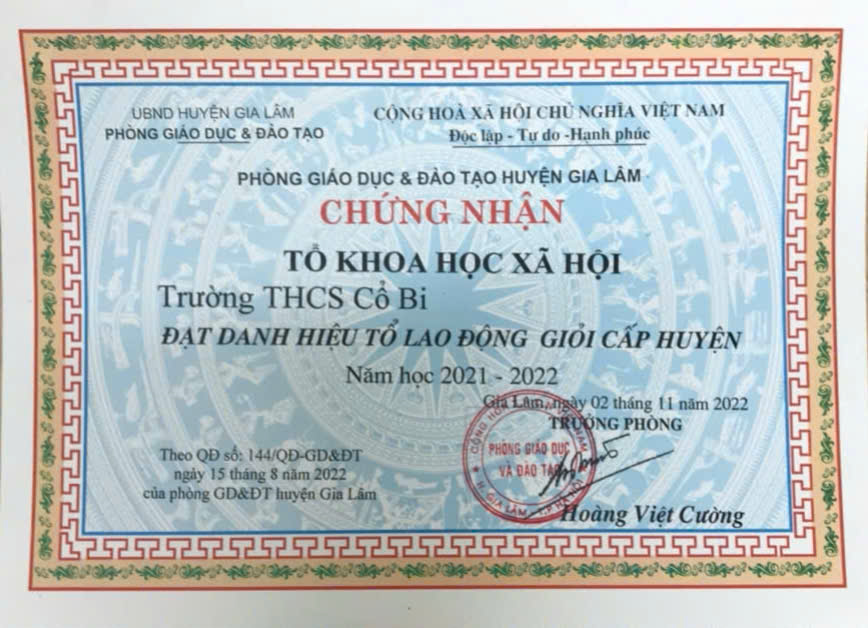 UBND HUYỆN GIA LÂM
PHÒNG GIÁO DỤC & ĐÀO TẠO
CỘNG HOÀ XÃ HỘI CHỦ NGHĨA VIỆT NAM
Độc lập - Tự do -Hạnh phúc
PHÒNG GIÁO DỤC & ĐÀO TẠO HUYỆN GIA LÂM
CHỨNG NHẬN
TỔ KHOA HỌC XÃ HỘI
Trường THCS Cổ Bi
ĐẠT DANH HIỆU TỔ LAO ĐỘNG GIỎI CẤP HUYỆN
Năm học 2021 - 2022
Gia Lâm, ngày 02 tháng 11 năm 2022
TRƯỞNG PHÒNG
Theo QĐ số: 144/QĐ-GD&ĐT
ngày 15 tháng 8 năm 2022
của phòng GD&ĐT huyện Gia Lâm
PHÒNG GIÁO DỤC
VÀ ĐÀO TẠO
H. GIA LÂM - T.P HÀ NỘI
Hoàng Việt Cường